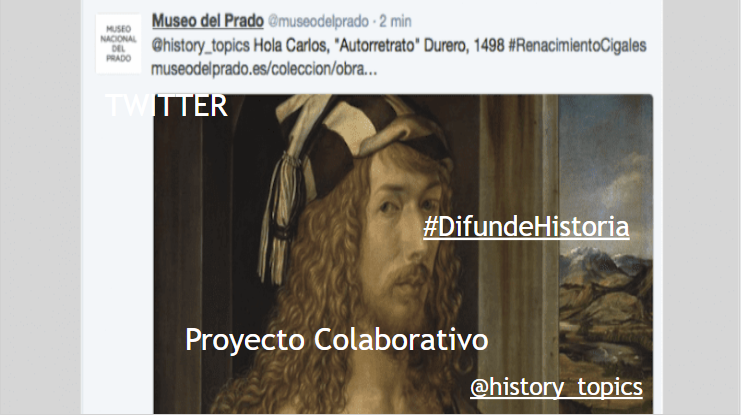 MUSEO
NACIONAL
DEL
PRADO
Museo del Prado @museodelprado · 2 min
@history_topics Hola Carlos, "Autorretrato" Durero, 1498 #RenacimientoCigales
museodelprado.es/coleccion/obra...
TWITTER
#DifundeHistoria
Proyecto Colaborativo
@history_topics